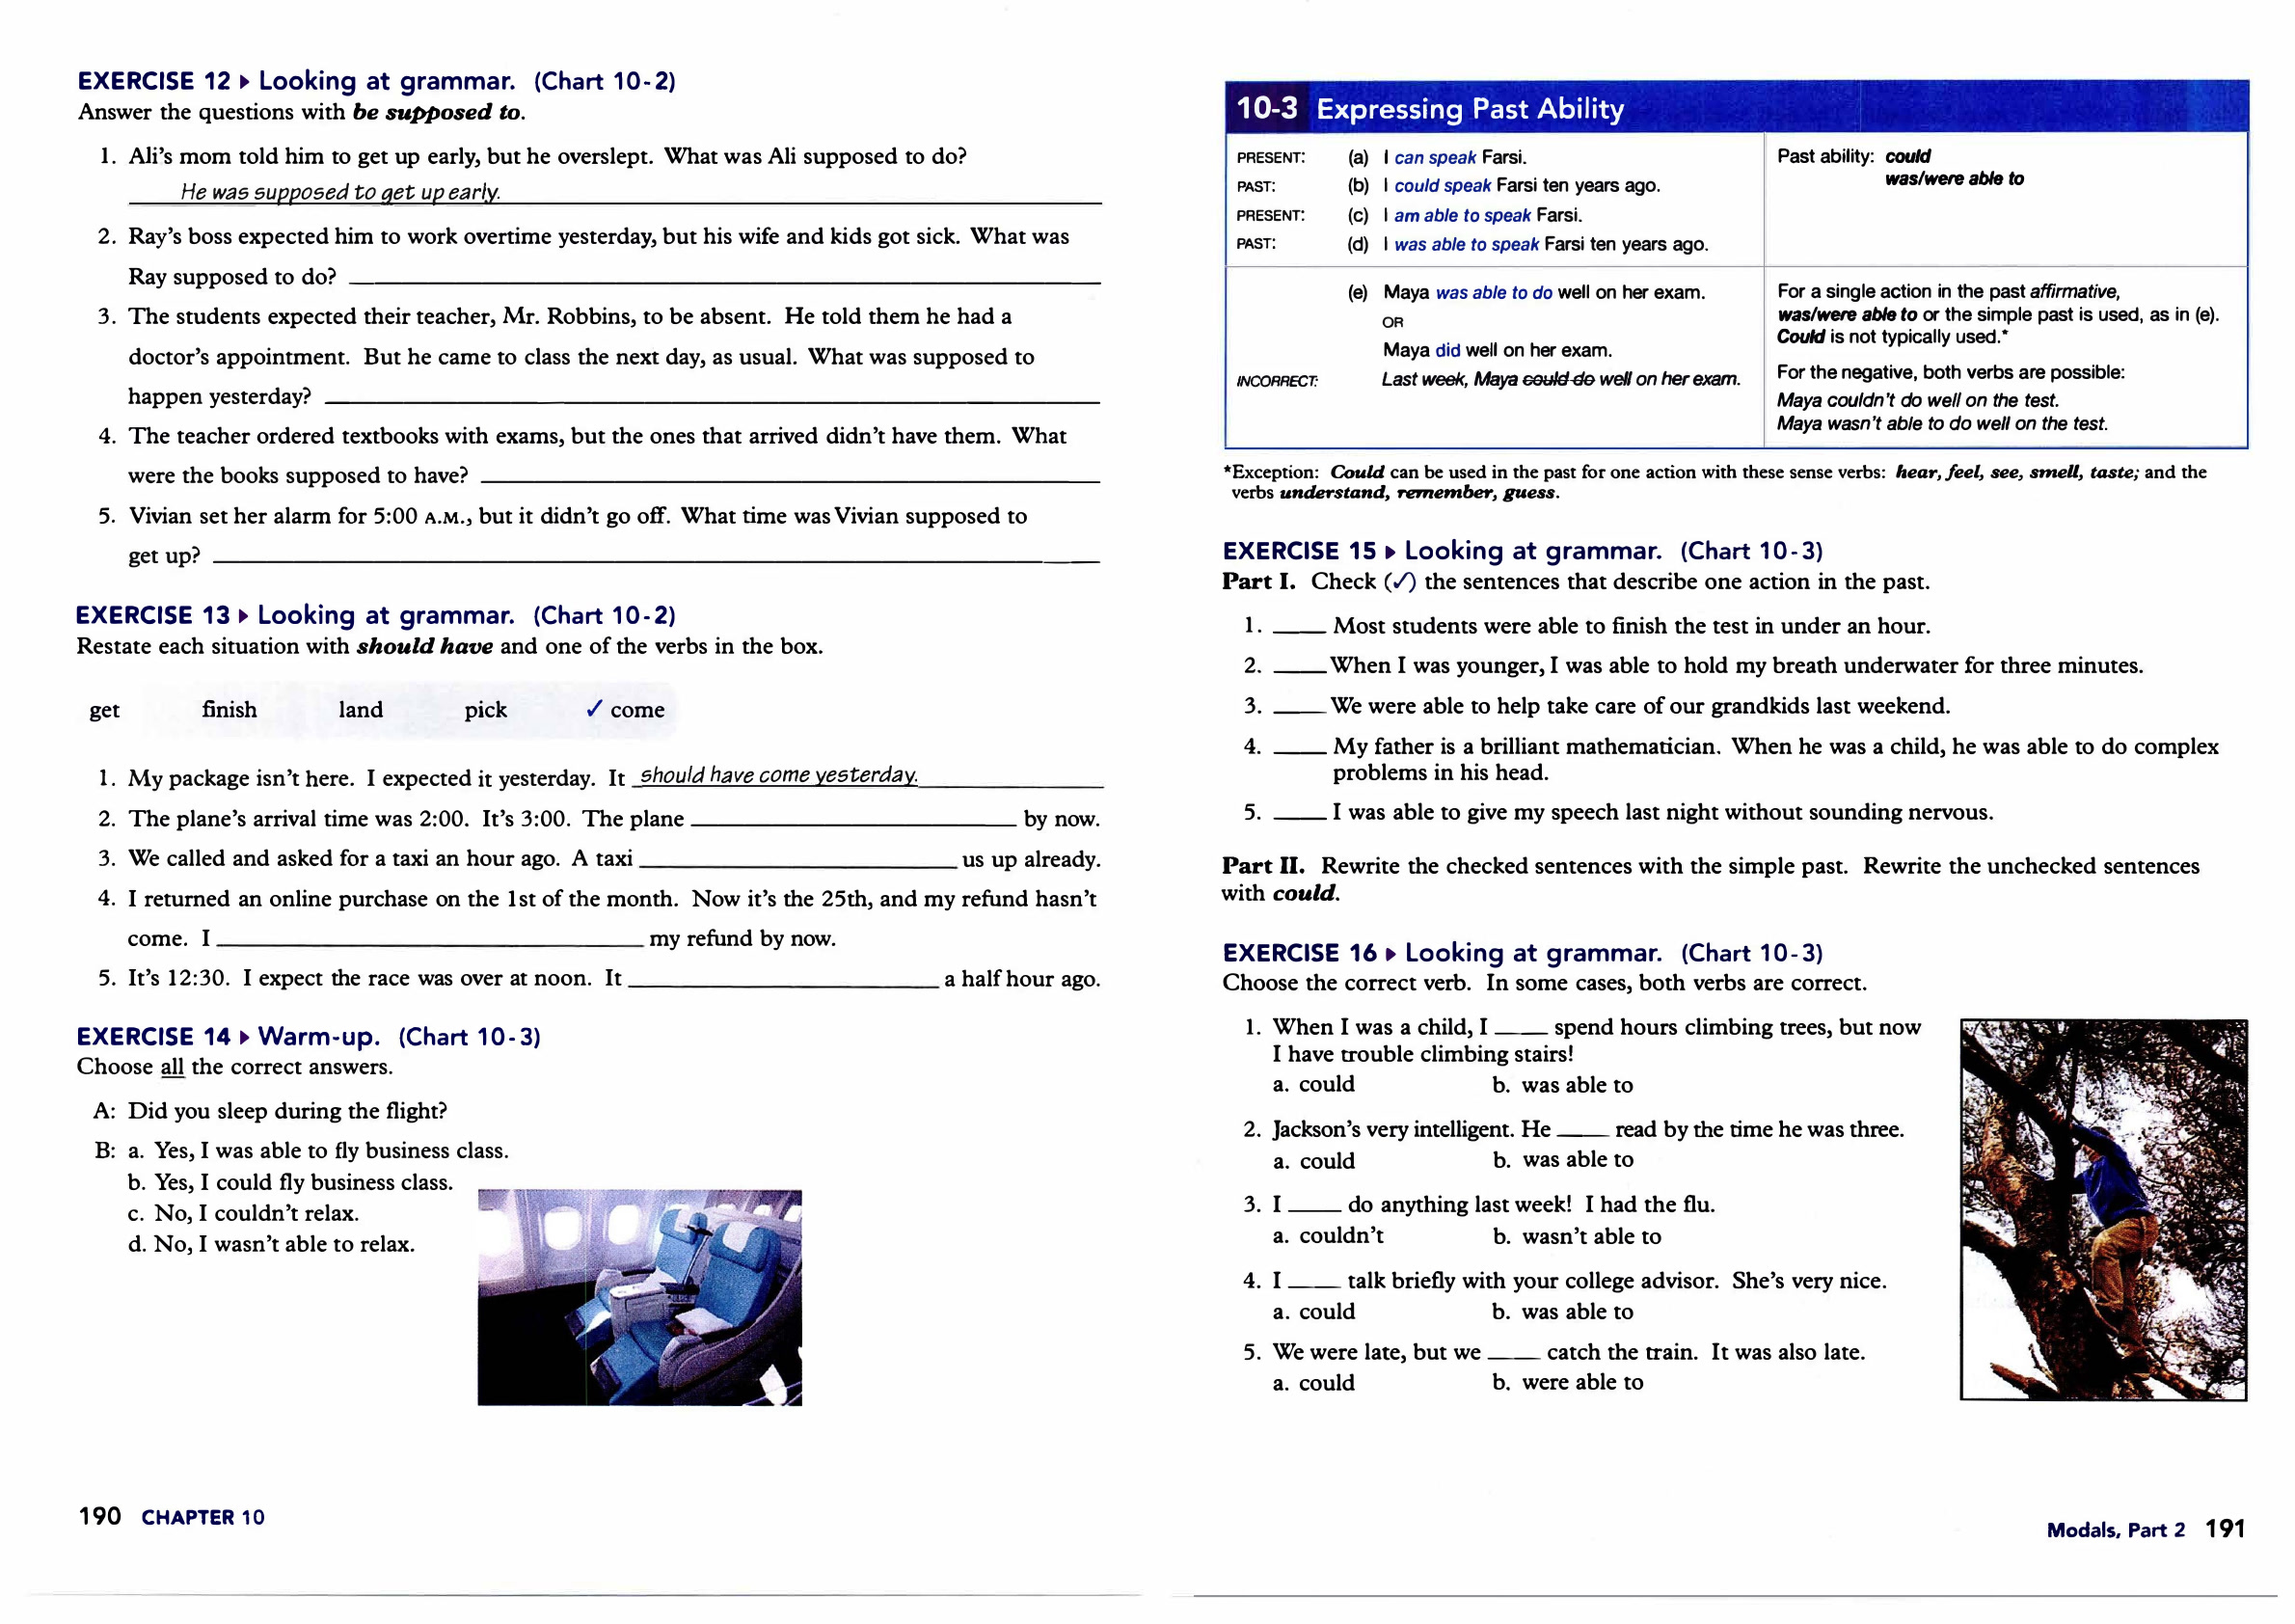 EXERCISE 12 ▸ Looking at grammar. (Chart 10-2)
Answer the questions with be supposed to.
1. Ali's mom told him to get up early, but he overslept. What was Ali supposed to do?
He was supposed to get up early.
2. Ray's boss expected him to work overtime yesterday, but his wife and kids got sick. What was
Ray supposed to do? ____
3. The students expected their teacher, Mr. Robbins, to be absent. He told them he had a
doctor's appointment. But he came to class the next day, as usual. What was supposed to
happen yesterday? ____
4. The teacher ordered textbooks with exams, but the ones that arrived didn't have them. What
were the books supposed to have? ____
5. Vivian set her alarm for 5:00 A.M., but it didn't go off. What time was Vivian supposed to
get up? ____
EXERCISE 13 ▸ Looking at grammar. (Chart 10-2)
Restate each situation with should have and one of the verbs in the box.
get finish land pick ✓ come
1. My package isn't here. I expected it yesterday. It should have come yesterday.
2. The plane's arrival time was 2:00. It's 3:00. The plane ____ by now.
3. We called and asked for a taxi an hour ago. A taxi ____ us up already.
4. I returned an online purchase on the 1st of the month. Now it's the 25th, and my refund hasn't
come. I ____ my refund by now.
5. It's 12:30. I expect the race was over at noon. It ____ a half hour ago.
EXERCISE 14 ▸ Warm-up. (Chart 10-3)
Choose all the correct answers.
A: Did you sleep during the flight?
B: a. Yes, I was able to fly business class.
b. Yes, I could fly business class.
c. No, I couldn't relax.
d. No, I wasn't able to relax.
190 CHAPTER 10
10-3 Expressing Past Ability
PRESENT: (a) I can speak Farsi.
PAST: (b) I could speak Farsi ten years ago.
PRESENT: (c) I am able to speak Farsi.
PAST: (d) I was able to speak Farsi ten years ago.
Past ability: could
was/were able to
(e) Maya was able to do well on her exam.
OR
Maya did well on her exam.
INCORRECT: Last week, Maya could do well on her exam.
For a single action in the past affirmative,
was/were able to or the simple past is used, as in (e).
Could is not typically used.*
For the negative, both verbs are possible:
Maya couldn't do well on the test.
Maya wasn't able to do well on the test.
*Exception: Could can be used in the past for one action with these sense verbs: hear, feel, see, smell, taste; and the
verbs understand, remember, guess.
EXERCISE 15 ▸ Looking at grammar. (Chart 10-3)
Part I. Check (✓) the sentences that describe one action in the past.
1. ____ Most students were able to finish the test in under an hour.
2. ____ When I was younger, I was able to hold my breath underwater for three minutes.
3. ____ We were able to help take care of our grandkids last weekend.
4. ____ My father is a brilliant mathematician. When he was a child, he was able to do complex
problems in his head.
5. ____ I was able to give my speech last night without sounding nervous.
Part II. Rewrite the checked sentences with the simple past. Rewrite the unchecked sentences
with could.
EXERCISE 16 ▸ Looking at grammar. (Chart 10-3)
Choose the correct verb. In some cases, both verbs are correct.
1. When I was a child, I ____ spend hours climbing trees, but now
I have trouble climbing stairs!
a. could b. was able to
2. Jackson's very intelligent. He ____ read by the time he was three.
a. could b. was able to
3. I ____ do anything last week! I had the flu.
a. couldn't b. wasn't able to
4. I ____ talk briefly with your college advisor. She's very nice.
a. could b. was able to
5. We were late, but we ____ catch the train. It was also late.
a. could b. were able to
Modals, Part 2 191